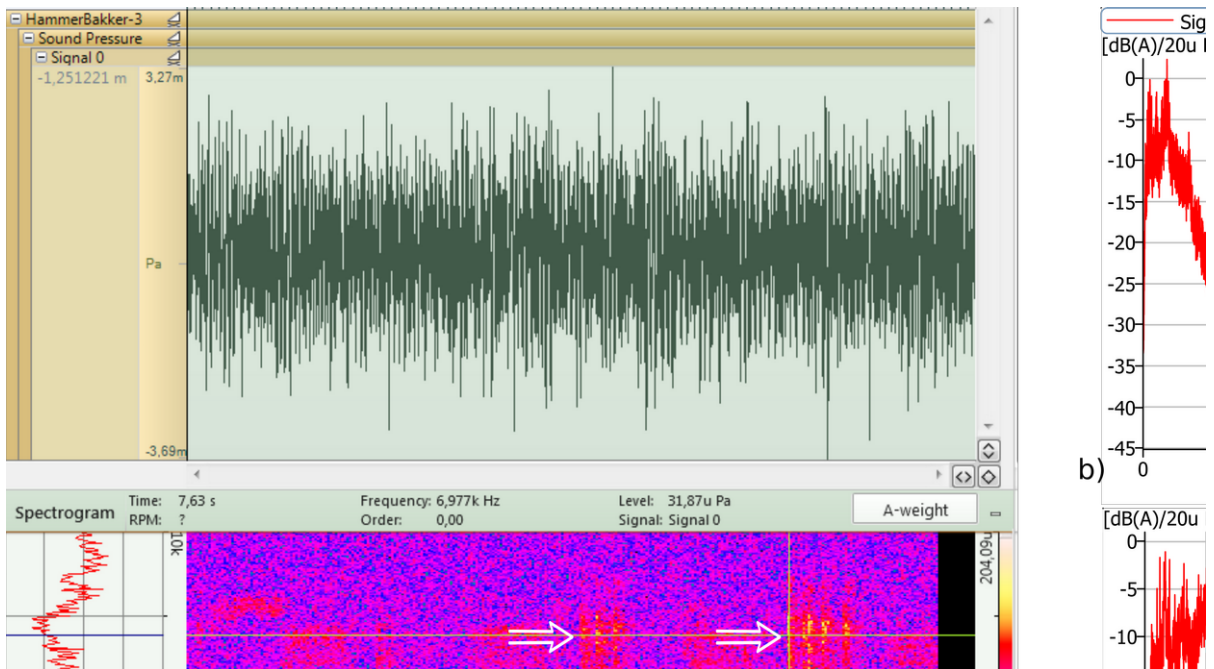 HammerBakker-3
Sound Pressure
Signal 0
-1,251221 m 3,27m
Pa
-3,69m
Spectrogram
Time: 7,63 s
RPM: ?
Frequency: 6,977k Hz
Order: 0,00
Level: 31,87u Pa
Signal: Signal 0
A-weight
10k
204,09u
Sig
[dB(A)/20u
0
-5
-10
-15
-20
-25
-30
-35
-40
-45
b)
0
[dB(A)/20u
0
-5
-10